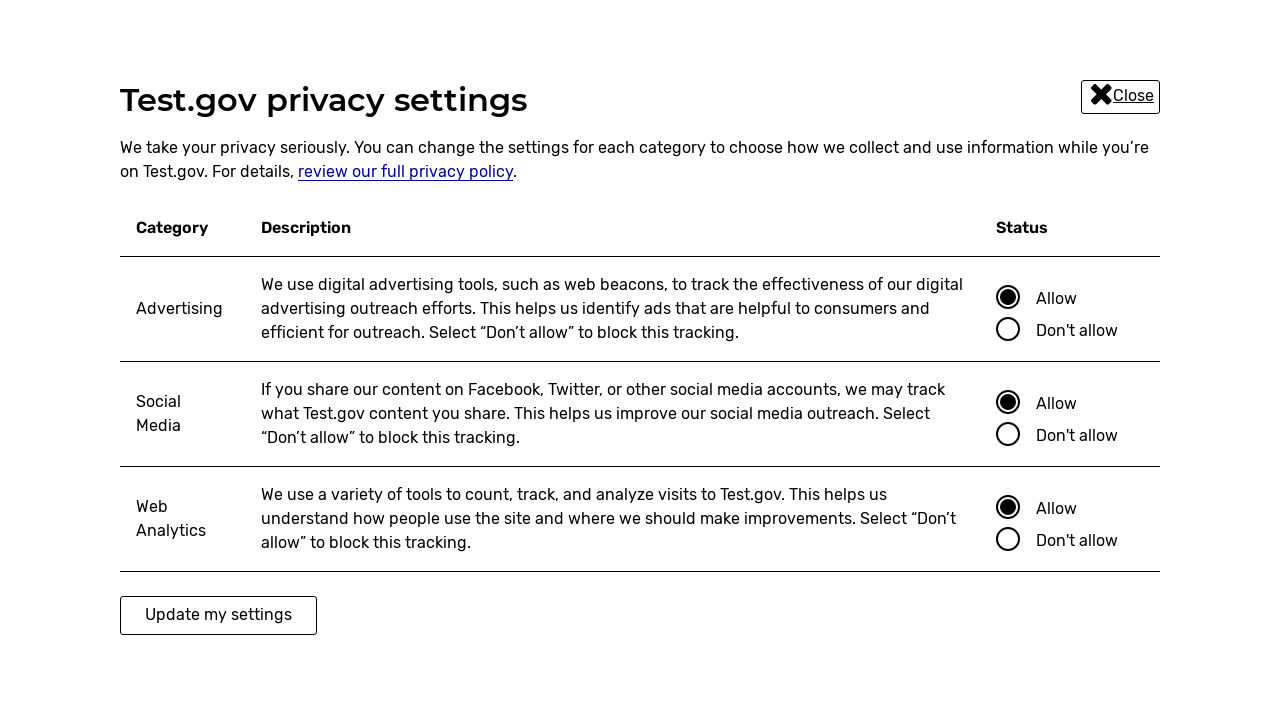 Test.gov privacy settings
Close
We take your privacy seriously. You can change the settings for each category to choose how we collect and use information while you’re
on Test.gov. For details, review our full privacy policy.
Category Description Status
We use digital advertising tools, such as web beacons, to track the effectiveness of our digital
Advertising advertising outreach efforts. This helps us identify ads that are helpful to consumers and
efficient for outreach. Select “Don’t allow” to block this tracking.
Allow
Don't allow
Social
Media
If you share our content on Facebook, Twitter, or other social media accounts, we may track
what Test.gov content you share. This helps us improve our social media outreach. Select
“Don’t allow” to block this tracking.
Allow
Don't allow
Web
Analytics
We use a variety of tools to count, track, and analyze visits to Test.gov. This helps us
understand how people use the site and where we should make improvements. Select “Don’t
allow” to block this tracking.
Allow
Don't allow
Update my settings